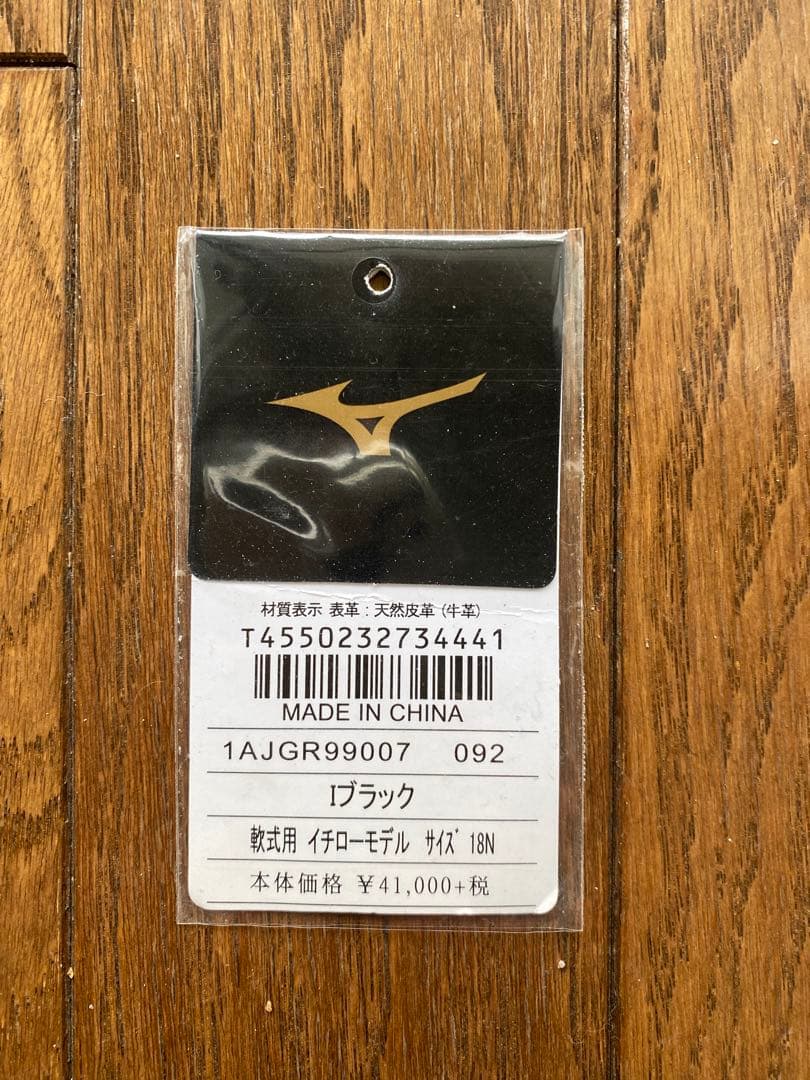 材質表示 表革：天然皮革 (牛革)
T4550232734441
MADE IN CHINA
1AJGR99007 092
Iブラック
軟式用 イチローモデル ｻｲｽﾞ 18N
本体価格 ￥41,000+税